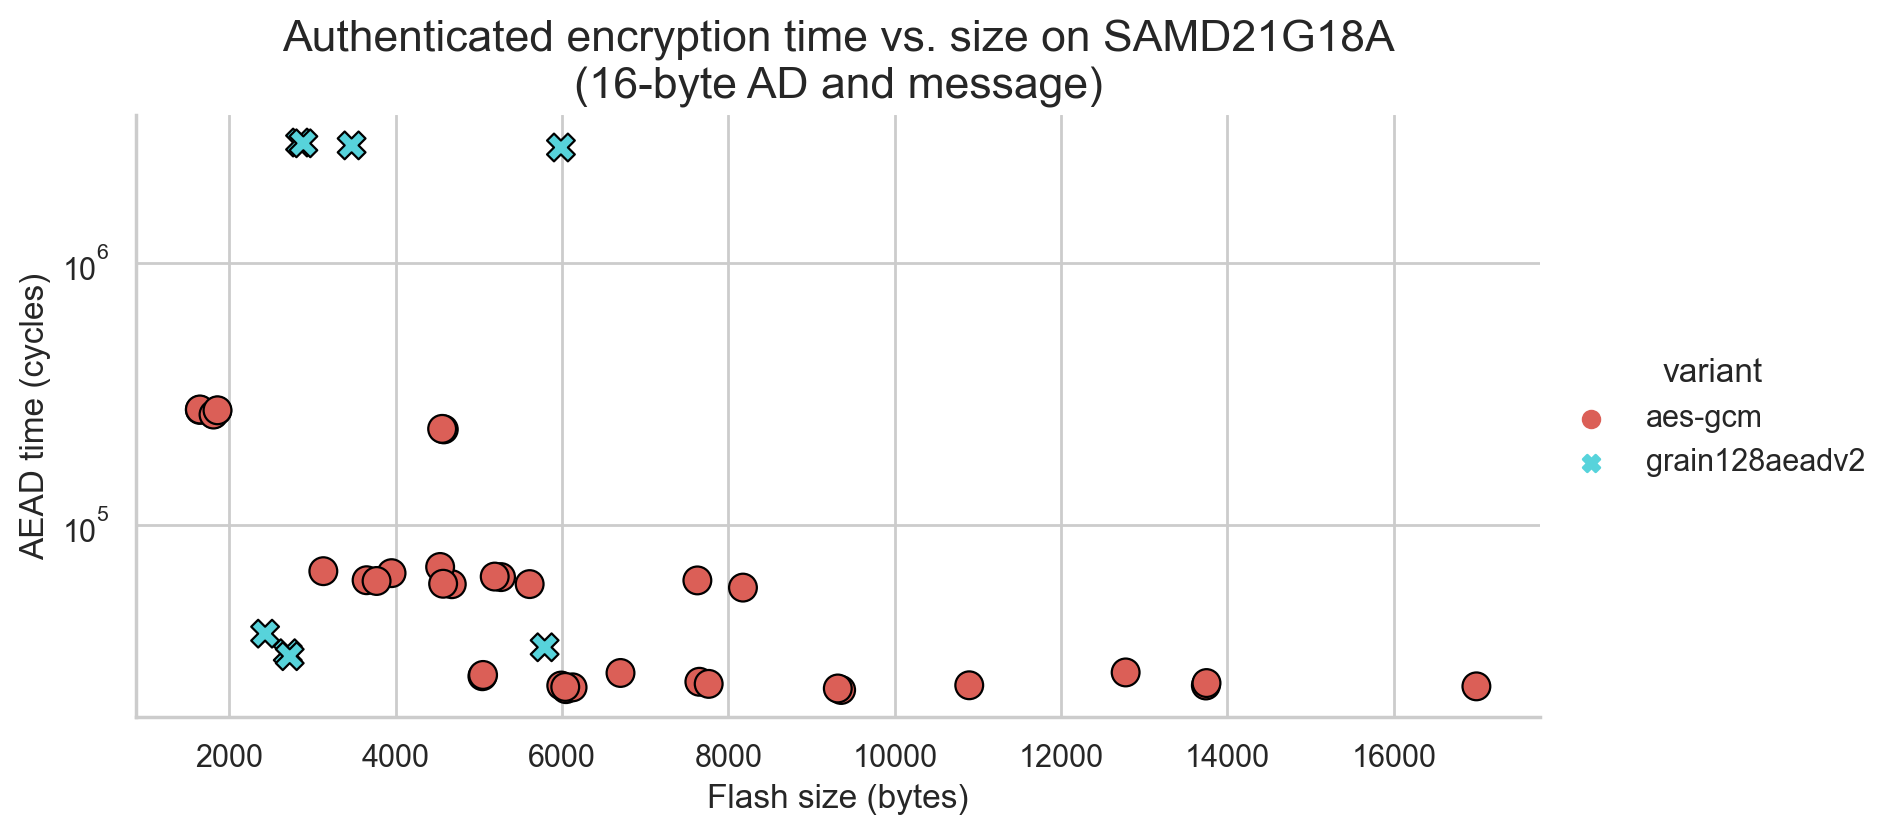 Authenticated encryption time vs. size on SAMD21G18A
(16-byte AD and message)
AEAD time (cycles)
10^6
10^5
2000 4000 6000 8000 10000 12000 14000 16000
Flash size (bytes)
variant
aes-gcm
grain128aeadv2